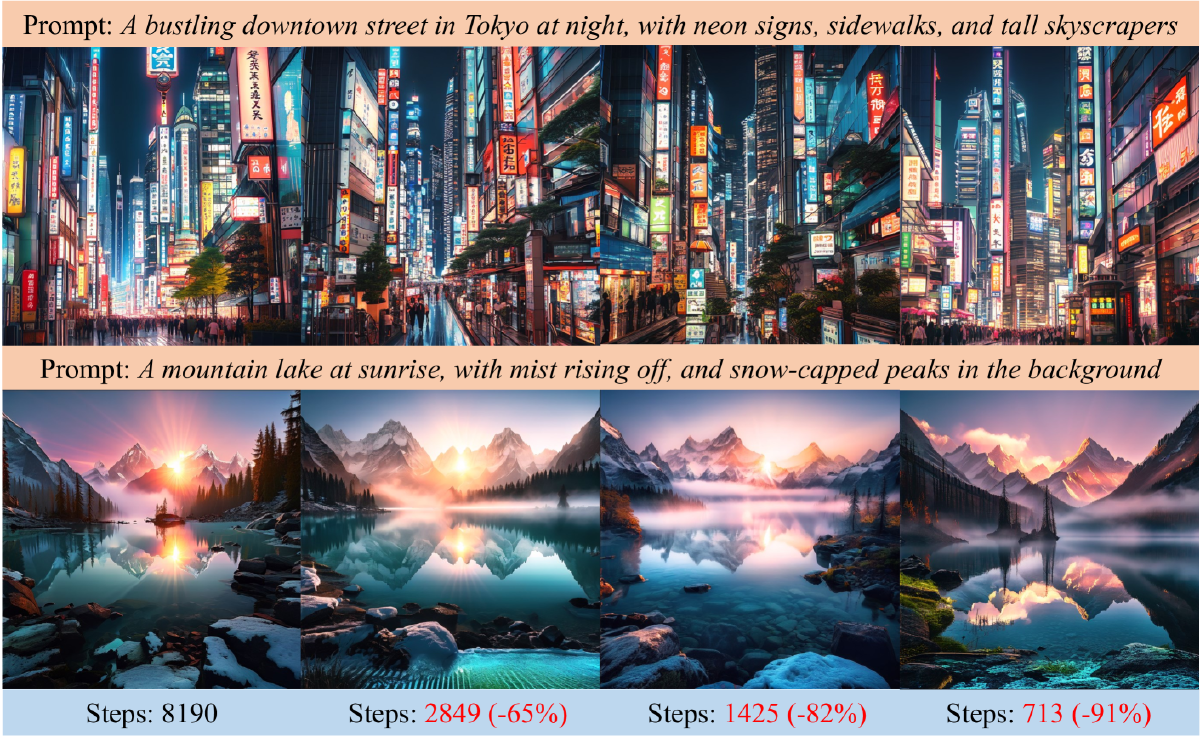 Prompt: A bustling downtown street in Tokyo at night, with neon signs, sidewalks, and tall skyscrapers
Prompt: A mountain lake at sunrise, with mist rising off, and snow-capped peaks in the background
Steps: 8190
Steps: 2849 (-65%)
Steps: 1425 (-82%)
Steps: 713 (-91%)